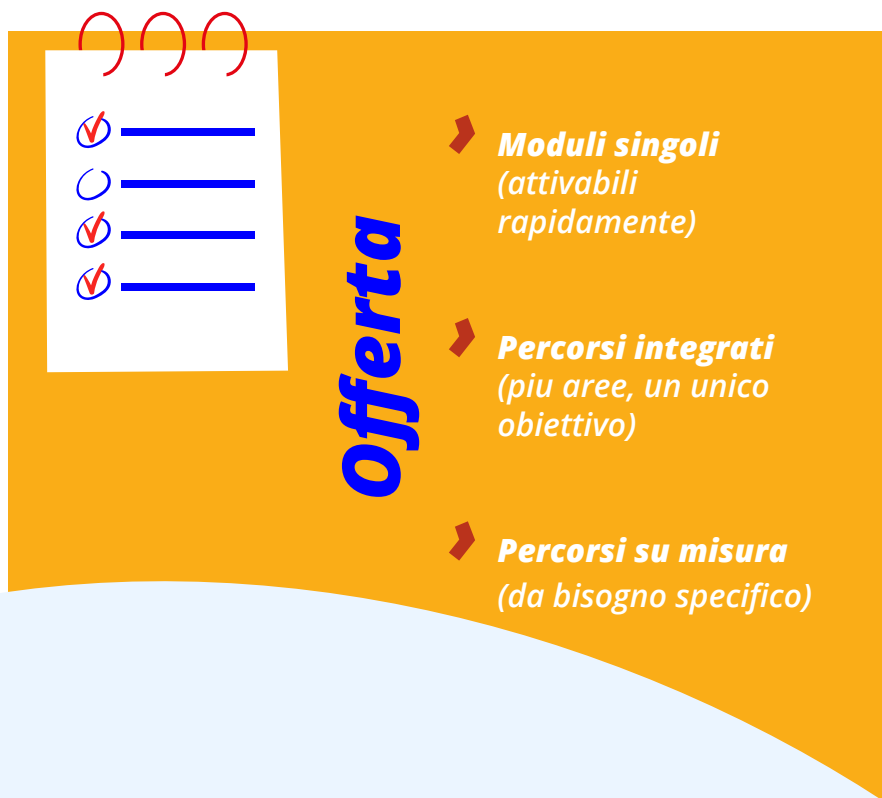 Offerta
Moduli singoli
(attivabili
rapidamente)
Percorsi integrati
(piu aree, un unico
obiettivo)
Percorsi su misura
(da bisogno specifico)